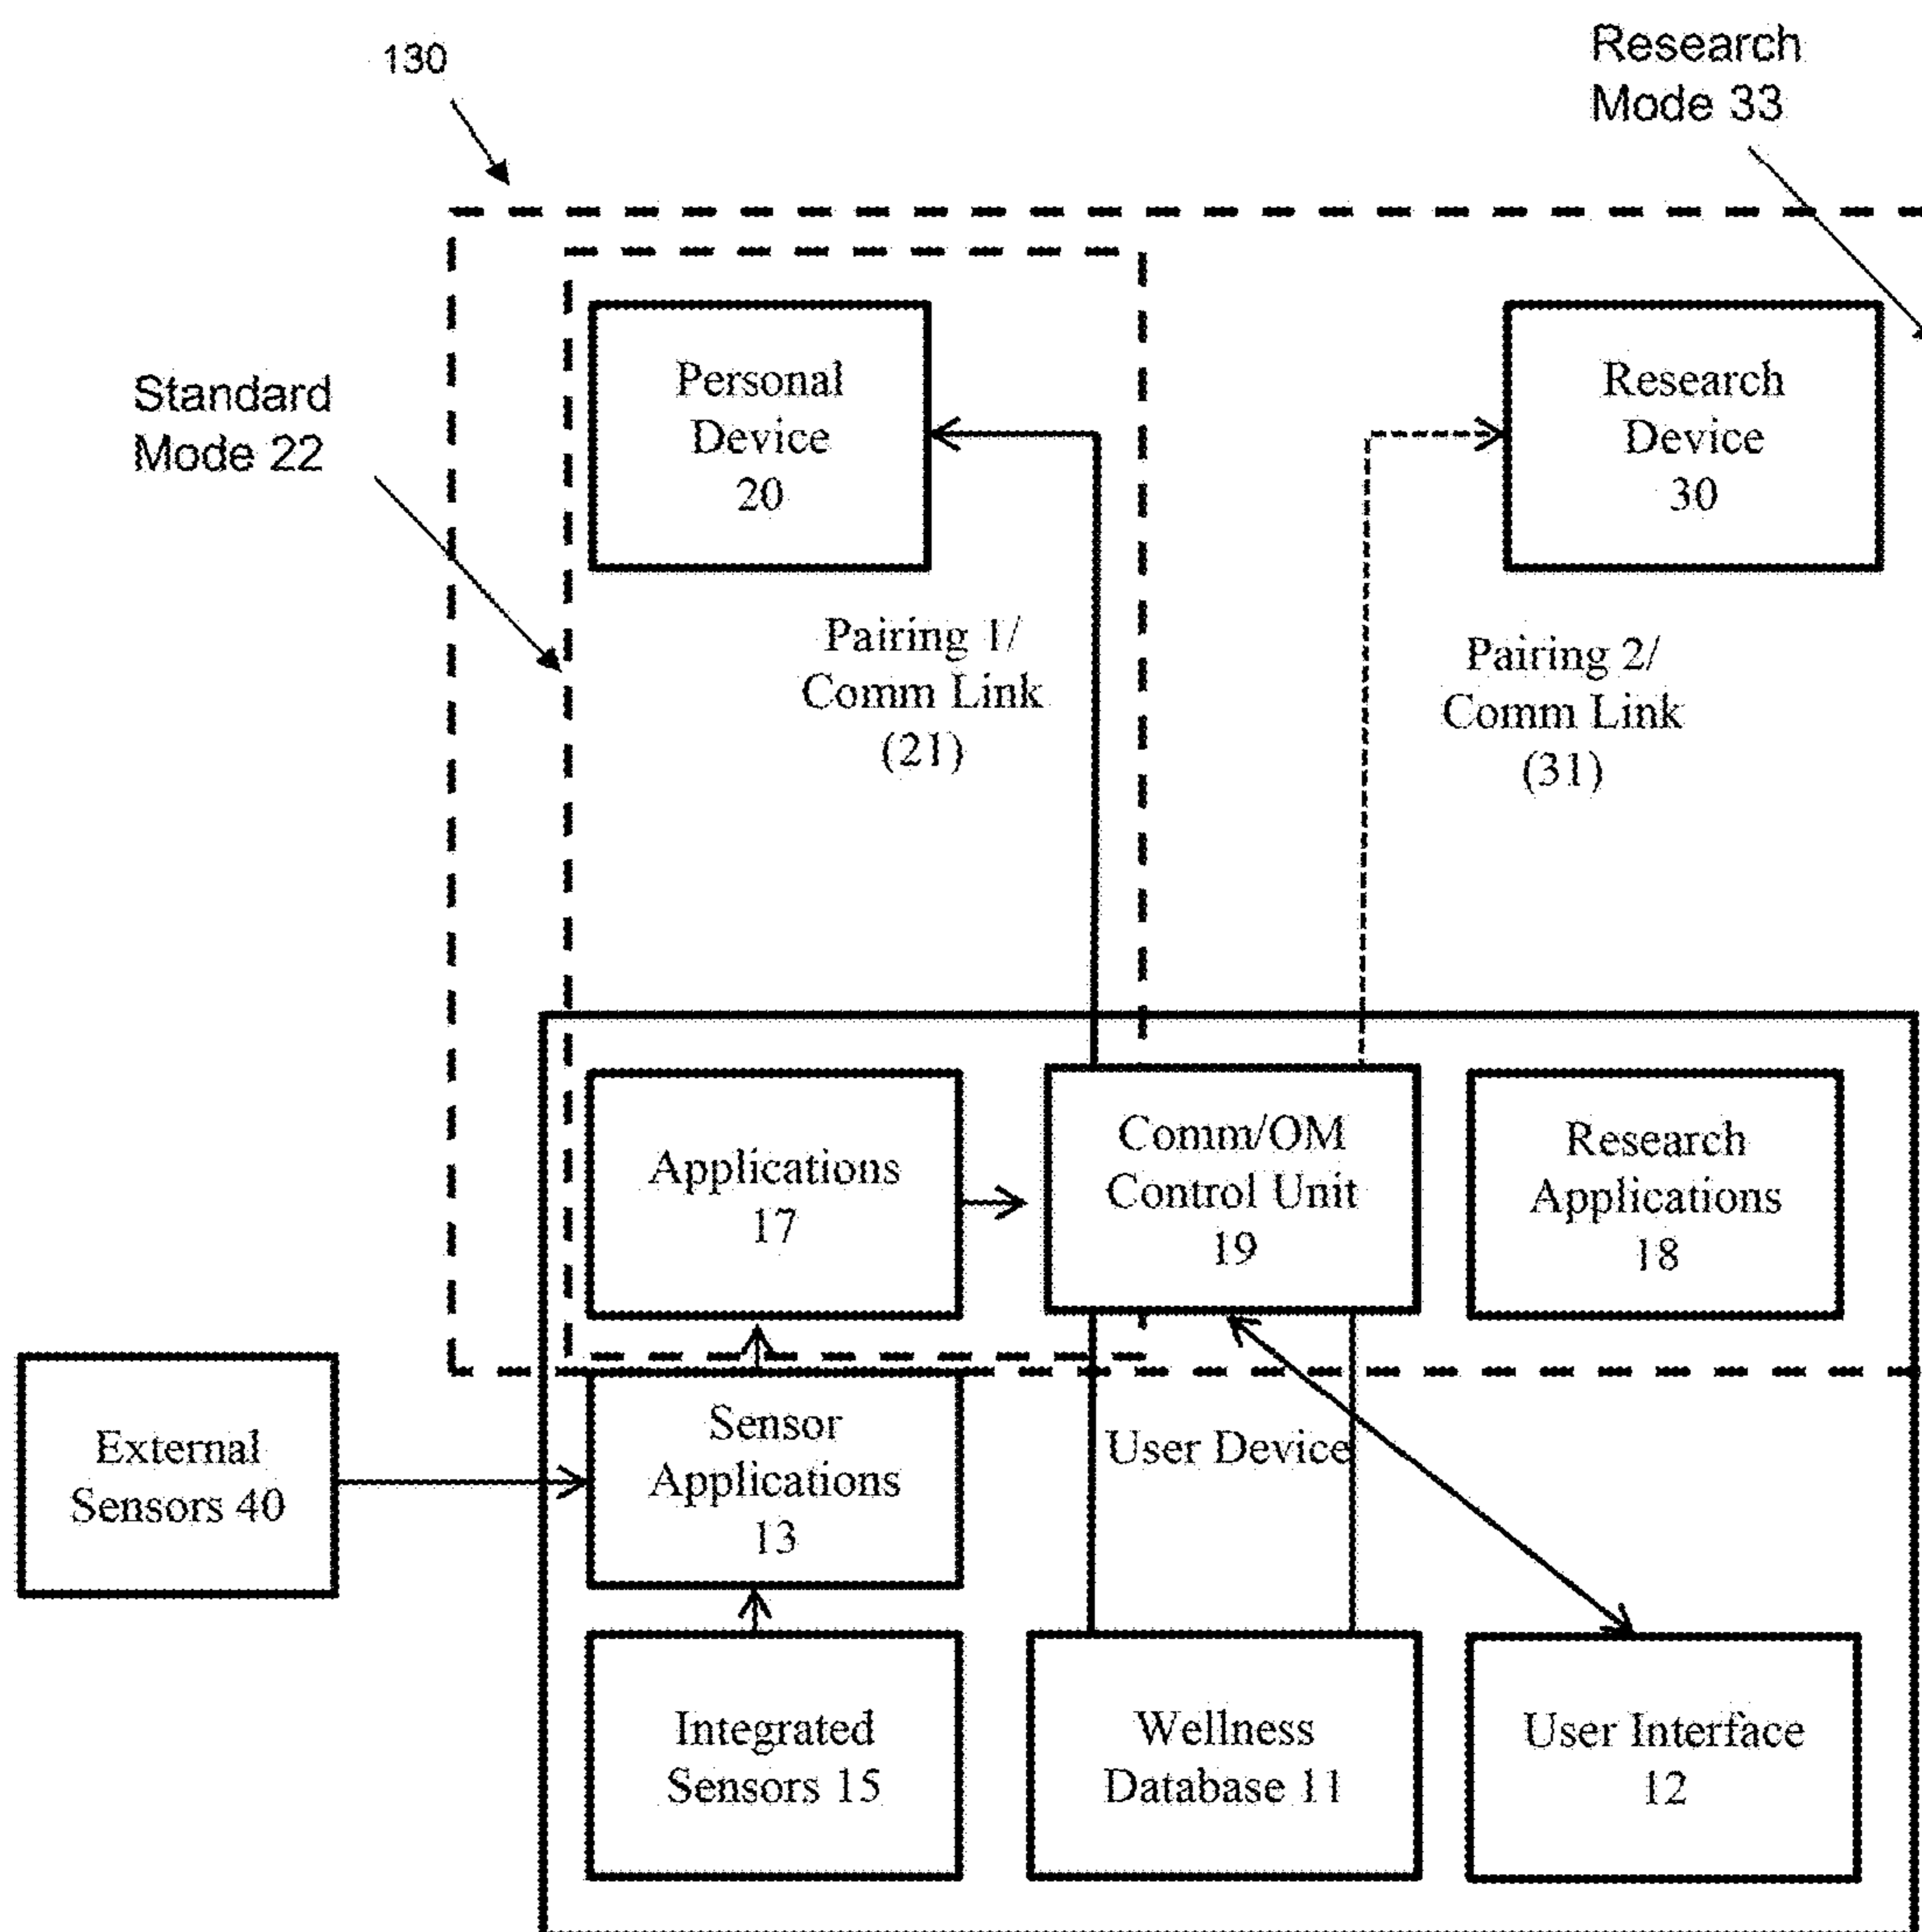 130
Research
Mode 33
Standard
Mode 22
Personal
Device
20
Research
Device
30
Pairing 1/
Comm Link
(21)
Pairing 2/
Comm Link
(31)
Applications
17
Comm/OM
Control Unit
19
Research
Applications
18
External
Sensors 40
Sensor
Applications
13
User Device
Integrated
Sensors 15
Wellness
Database 11
User Interface
12